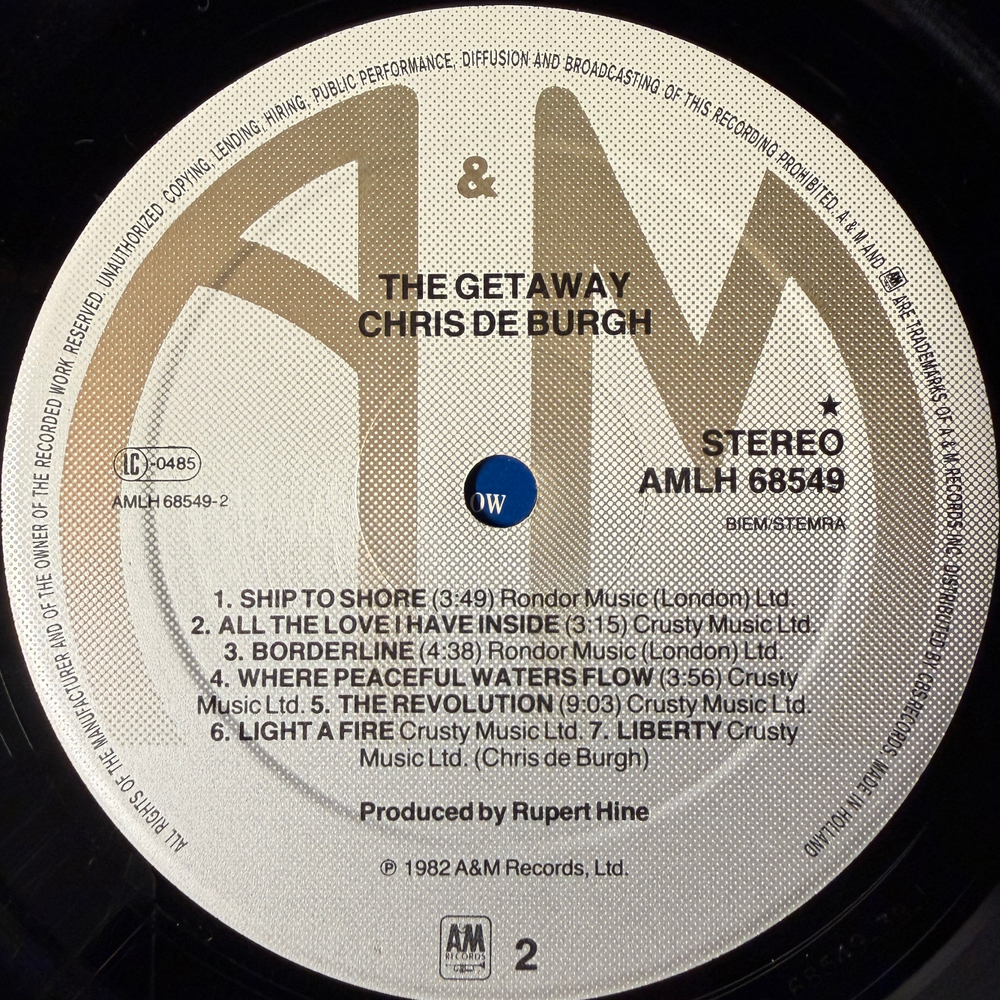 ALL RIGHTS OF THE MANUFACTURER AND OF THE OWNER OF THE RECORDED WORK RESERVED. UNAUTHORIZED COPYING, LENDING, HIRING, PUBLIC PERFORMANCE, DIFFUSION AND BROADCASTING OF THIS RECORDING PROHIBITED. A & M AND AM ARE TRADEMARKS OF A & M RECORDS INC. DISTRIBUTED BY CBS RECORDS. MADE IN HOLLAND
A & M
THE GETAWAY
CHRIS DE BURGH
★
STEREO
AMLH 68549
BIEM/STEMRA
LC-0485
AMLH 68549-2
OW
1. SHIP TO SHORE (3:49) Rondor Music (London) Ltd.
2. ALL THE LOVE I HAVE INSIDE (3:15) Crusty Music Ltd.
3. BORDERLINE (4:38) Rondor Music (London) Ltd.
4. WHERE PEACEFUL WATERS FLOW (3:56) Crusty
Music Ltd. 5. THE REVOLUTION (9:03) Crusty Music Ltd.
6. LIGHT A FIRE Crusty Music Ltd. 7. LIBERTY Crusty
Music Ltd. (Chris de Burgh)
Produced by Rupert Hine
℗ 1982 A&M Records, Ltd.
AM
RECORDS
2